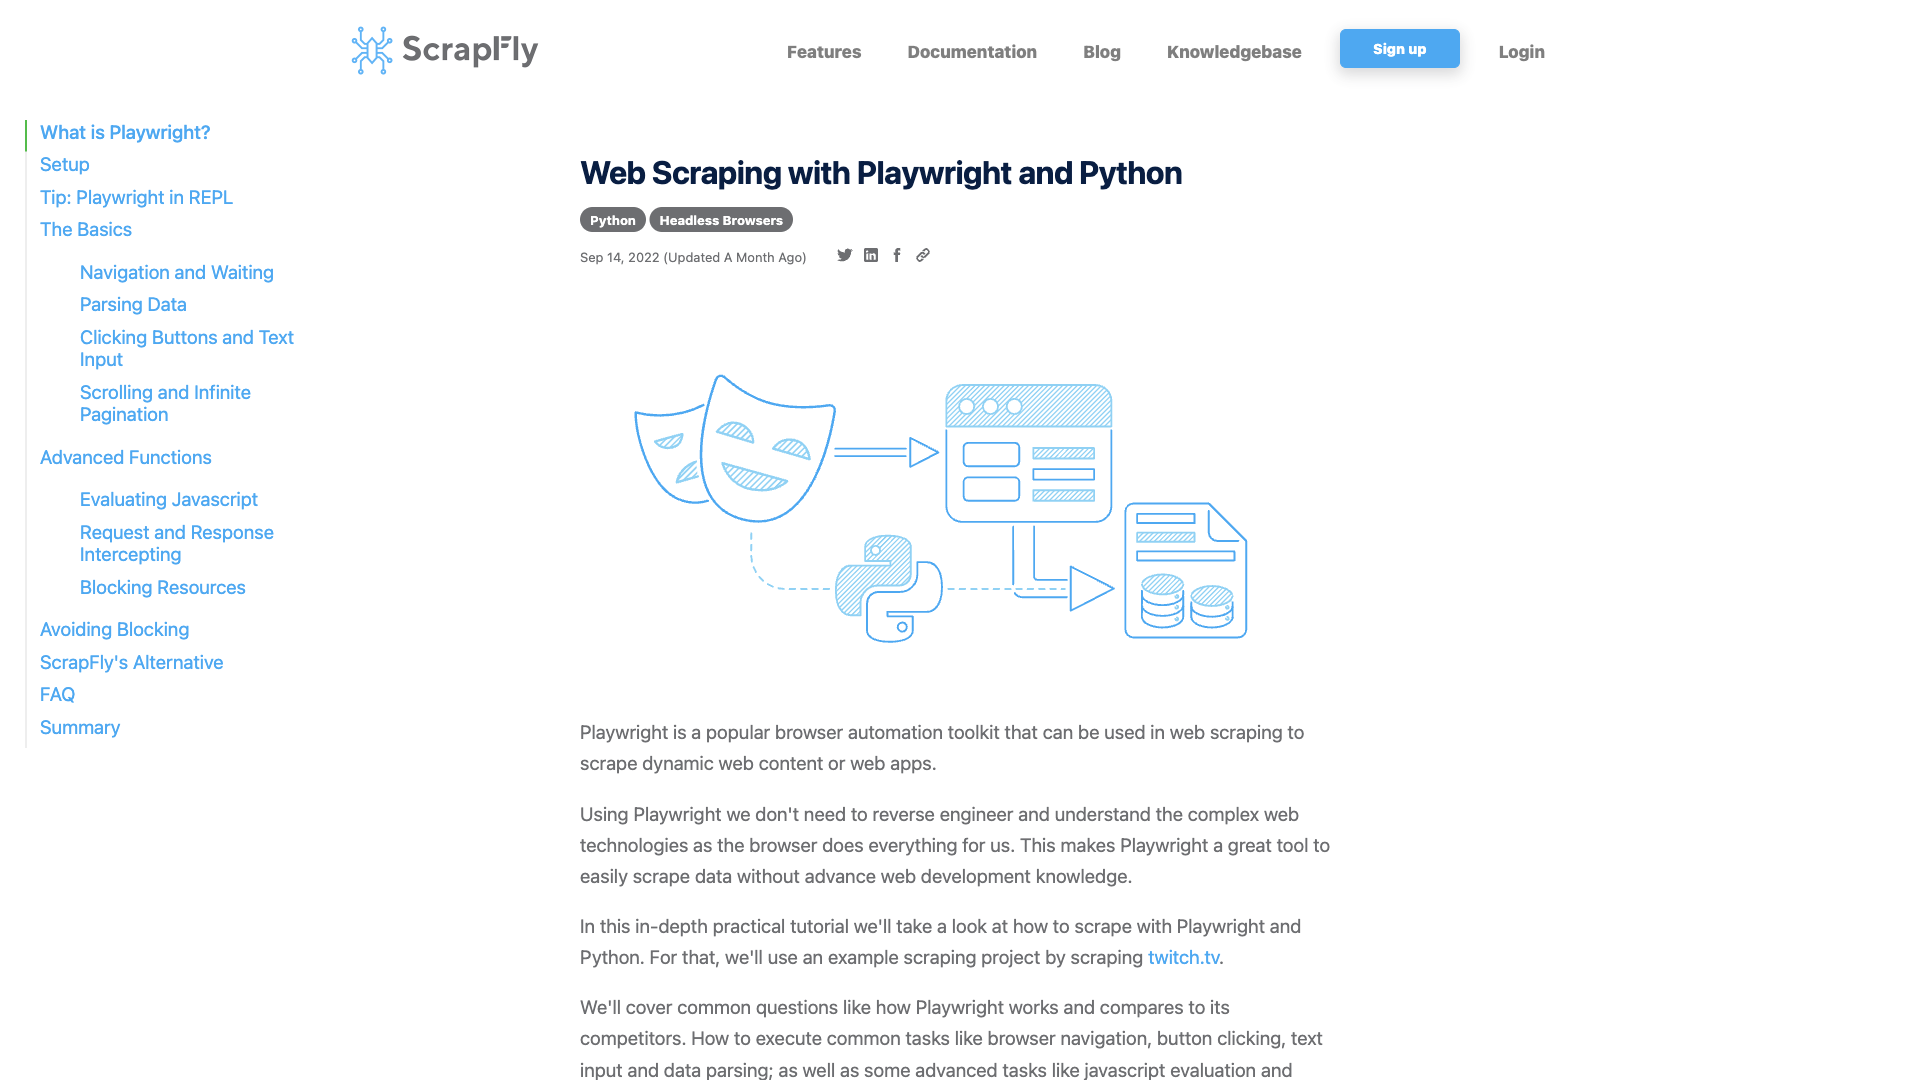 ScrapFly
Features
Documentation
Blog
Knowledgebase
Sign up
Login
What is Playwright?
Setup
Tip: Playwright in REPL
The Basics
Navigation and Waiting
Parsing Data
Clicking Buttons and Text
Input
Scrolling and Infinite
Pagination
Advanced Functions
Evaluating Javascript
Request and Response
Intercepting
Blocking Resources
Avoiding Blocking
ScrapFly's Alternative
FAQ
Summary
Web Scraping with Playwright and Python
Python
Headless Browsers
Sep 14, 2022 (Updated A Month Ago)
Playwright is a popular browser automation toolkit that can be used in web scraping to
scrape dynamic web content or web apps.
Using Playwright we don't need to reverse engineer and understand the complex web
technologies as the browser does everything for us. This makes Playwright a great tool to
easily scrape data without advance web development knowledge.
In this in-depth practical tutorial we'll take a look at how to scrape with Playwright and
Python. For that, we'll use an example scraping project by scraping twitch.tv.
We'll cover common questions like how Playwright works and compares to its
competitors. How to execute common tasks like browser navigation, button clicking, text
input and data parsing; as well as some advanced tasks like javascript evaluation and